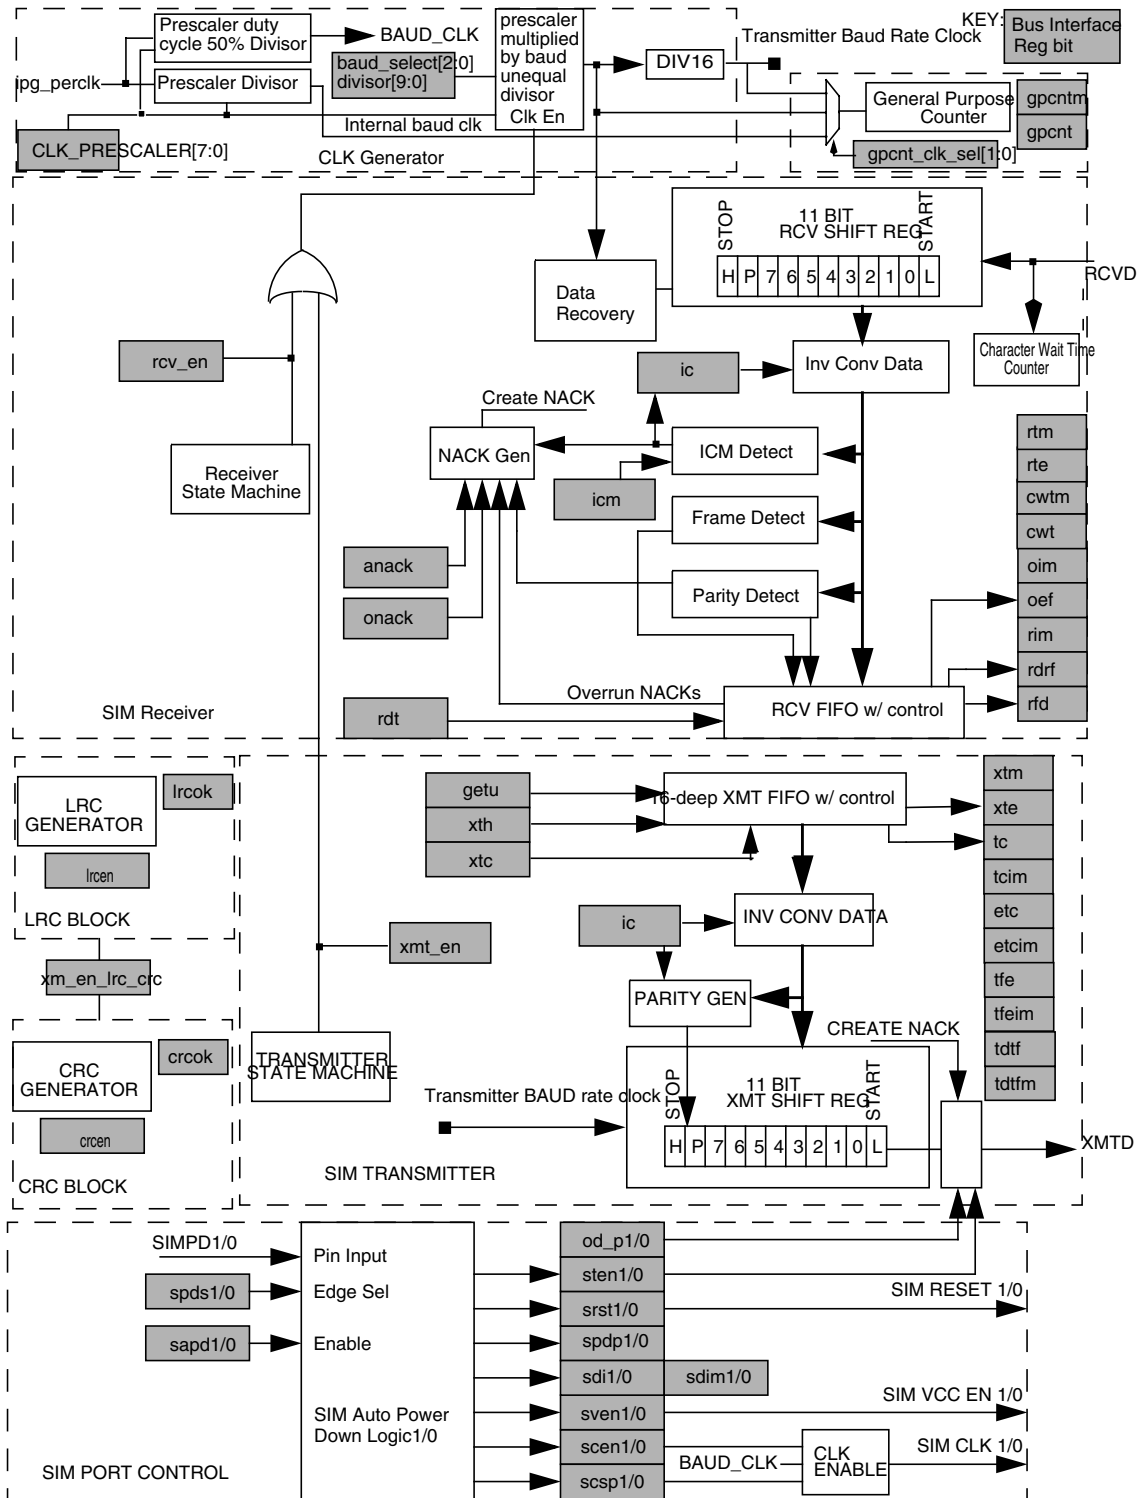 Prescaler duty
cycle 50% Divisor
BAUD_CLK
prescaler
multiplied
by baud
unequal
divisor
Clk En
KEY:
Bus Interface
Reg bit
Transmitter Baud Rate Clock
baud_select[2:0]
divisor[9:0]
DIV16
ipg_perclk
Prescaler Divisor
General Purpose
Counter
gpcntm
gpcnt
Internal baud clk
CLK_PRESCALER[7:0]
CLK Generator
gpcnt_clk_sel[1:0]
STOP
11 BIT
RCV SHIFT REG
START
H P 7 6 5 4 3 2 1 0 L
RCVD
Data
Recovery
Character Wait Time
Counter
rcv_en
ic
Inv Conv Data
Create NACK
NACK Gen
ICM Detect
rtm
rte
cwtm
cwt
oim
oef
rim
rdrf
rfd
Receiver
State Machine
icm
Frame Detect
anack
Parity Detect
onack
Overrun NACKs
SIM Receiver
rdt
RCV FIFO w/ control
LRC
GENERATOR
lrcok
lrcen
LRC BLOCK
getu
xth
xtc
16-deep XMT FIFO w/ control
xtm
xte
tc
tcim
etc
etcim
tfe
tfeim
tdtf
tdtfm
ic
INV CONV DATA
xmt_en
xm_en_lrc_crc
PARITY GEN
CREATE NACK
CRC
GENERATOR
crcok
crcen
CRC BLOCK
TRANSMITTER
STATE MACHINE
Transmitter BAUD rate clock
STOP
11 BIT
XMT SHIFT REG
START
H P 7 6 5 4 3 2 1 0 L
XMTD
SIM TRANSMITTER
SIMPD1/0
Pin Input
od_p1/0
spds1/0
Edge Sel
sten1/0
srst1/0
SIM RESET 1/0
sapd1/0
Enable
spdp1/0
sdi1/0
sdim1/0
SIM Auto Power
Down Logic1/0
sven1/0
SIM VCC EN 1/0
scen1/0
BAUD_CLK
CLK
ENABLE
SIM CLK 1/0
scsp1/0
SIM PORT CONTROL